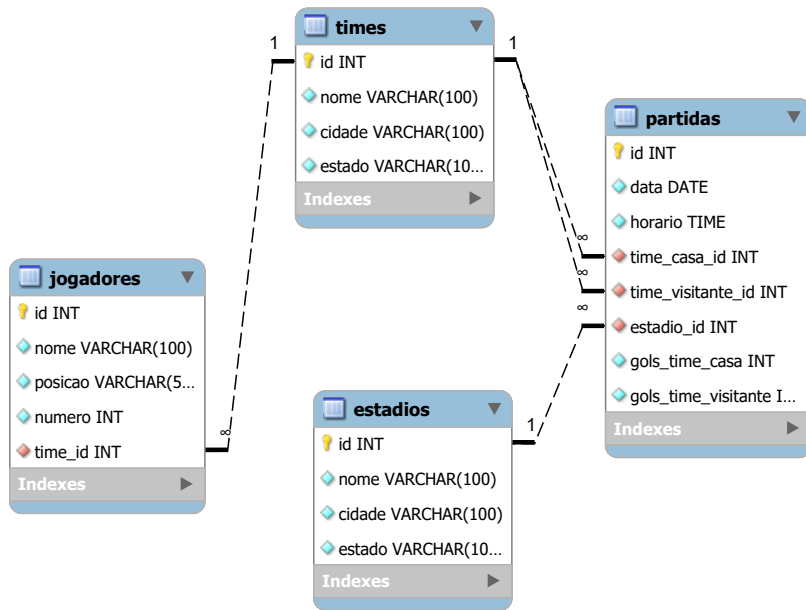 times
id INT
nome VARCHAR(100)
cidade VARCHAR(100)
estado VARCHAR(10...
Indexes
1
1
partidas
id INT
data DATE
horario TIME
time_casa_id INT
time_visitante_id INT
estadio_id INT
gols_time_casa INT
gols_time_visitante I...
Indexes
∞
∞
∞
jogadores
id INT
nome VARCHAR(100)
posicao VARCHAR(5...
numero INT
time_id INT
Indexes
∞
estadios
id INT
nome VARCHAR(100)
cidade VARCHAR(100)
estado VARCHAR(10...
Indexes
1